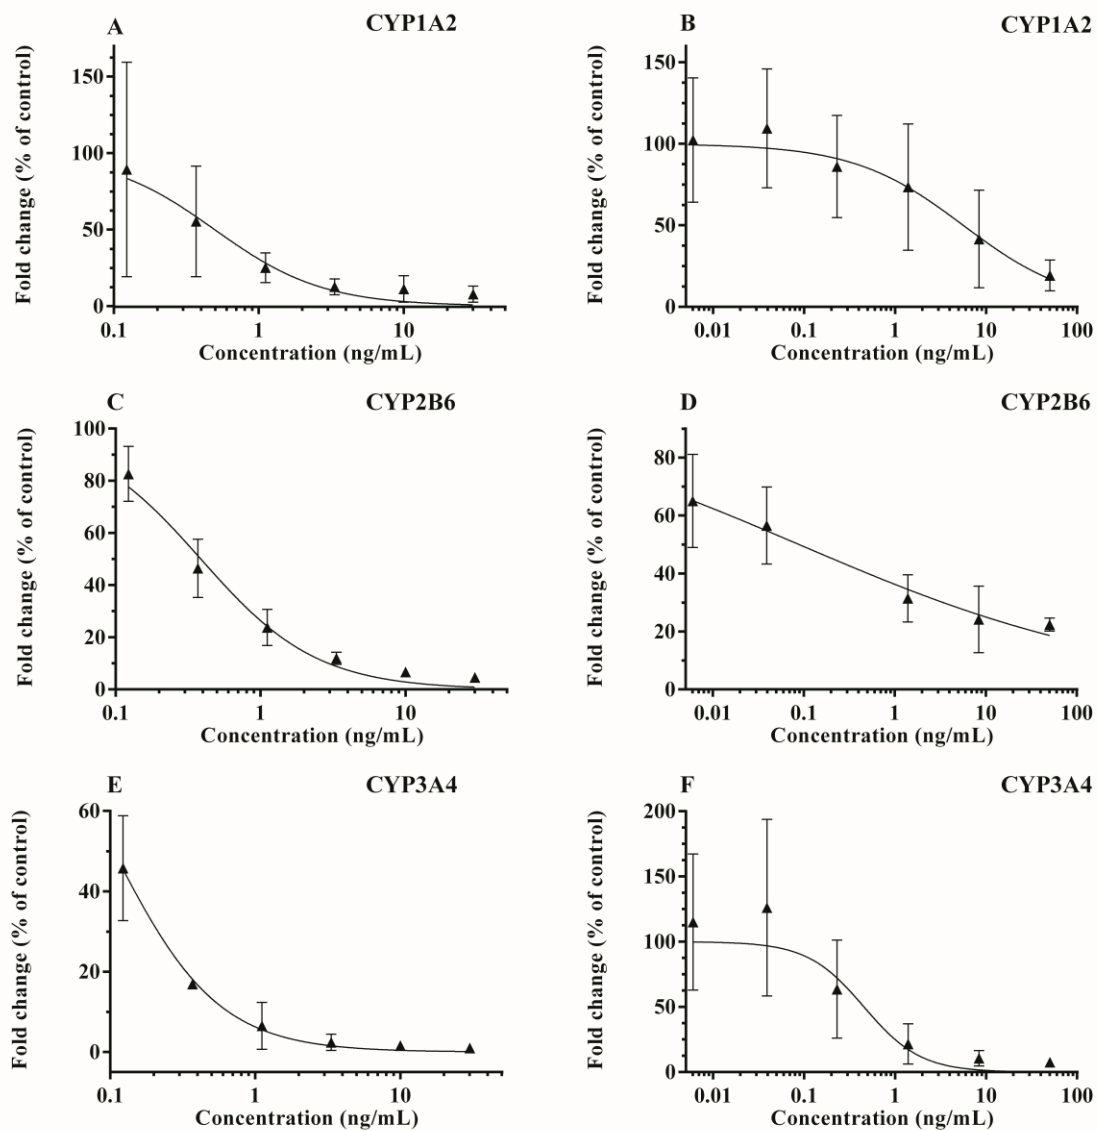 A CYP1A2
Fold change (% of control)
150
100
50
0
0.1 1 10
Concentration (ng/mL)
B CYP1A2
Fold change (% of control)
150
100
50
0
0.01 0.1 1 10 100
Concentration (ng/mL)
C CYP2B6
Fold change (% of control)
100
80
60
40
20
0
0.1 1 10
Concentration (ng/mL)
D CYP2B6
Fold change (% of control)
80
60
40
20
0
0.01 0.1 1 10 100
Concentration (ng/mL)
E CYP3A4
Fold change (% of control)
60
40
20
0
0.1 1 10
Concentration (ng/mL)
F CYP3A4
Fold change (% of control)
200
150
100
50
0
0.01 0.1 1 10 100
Concentration (ng/mL)